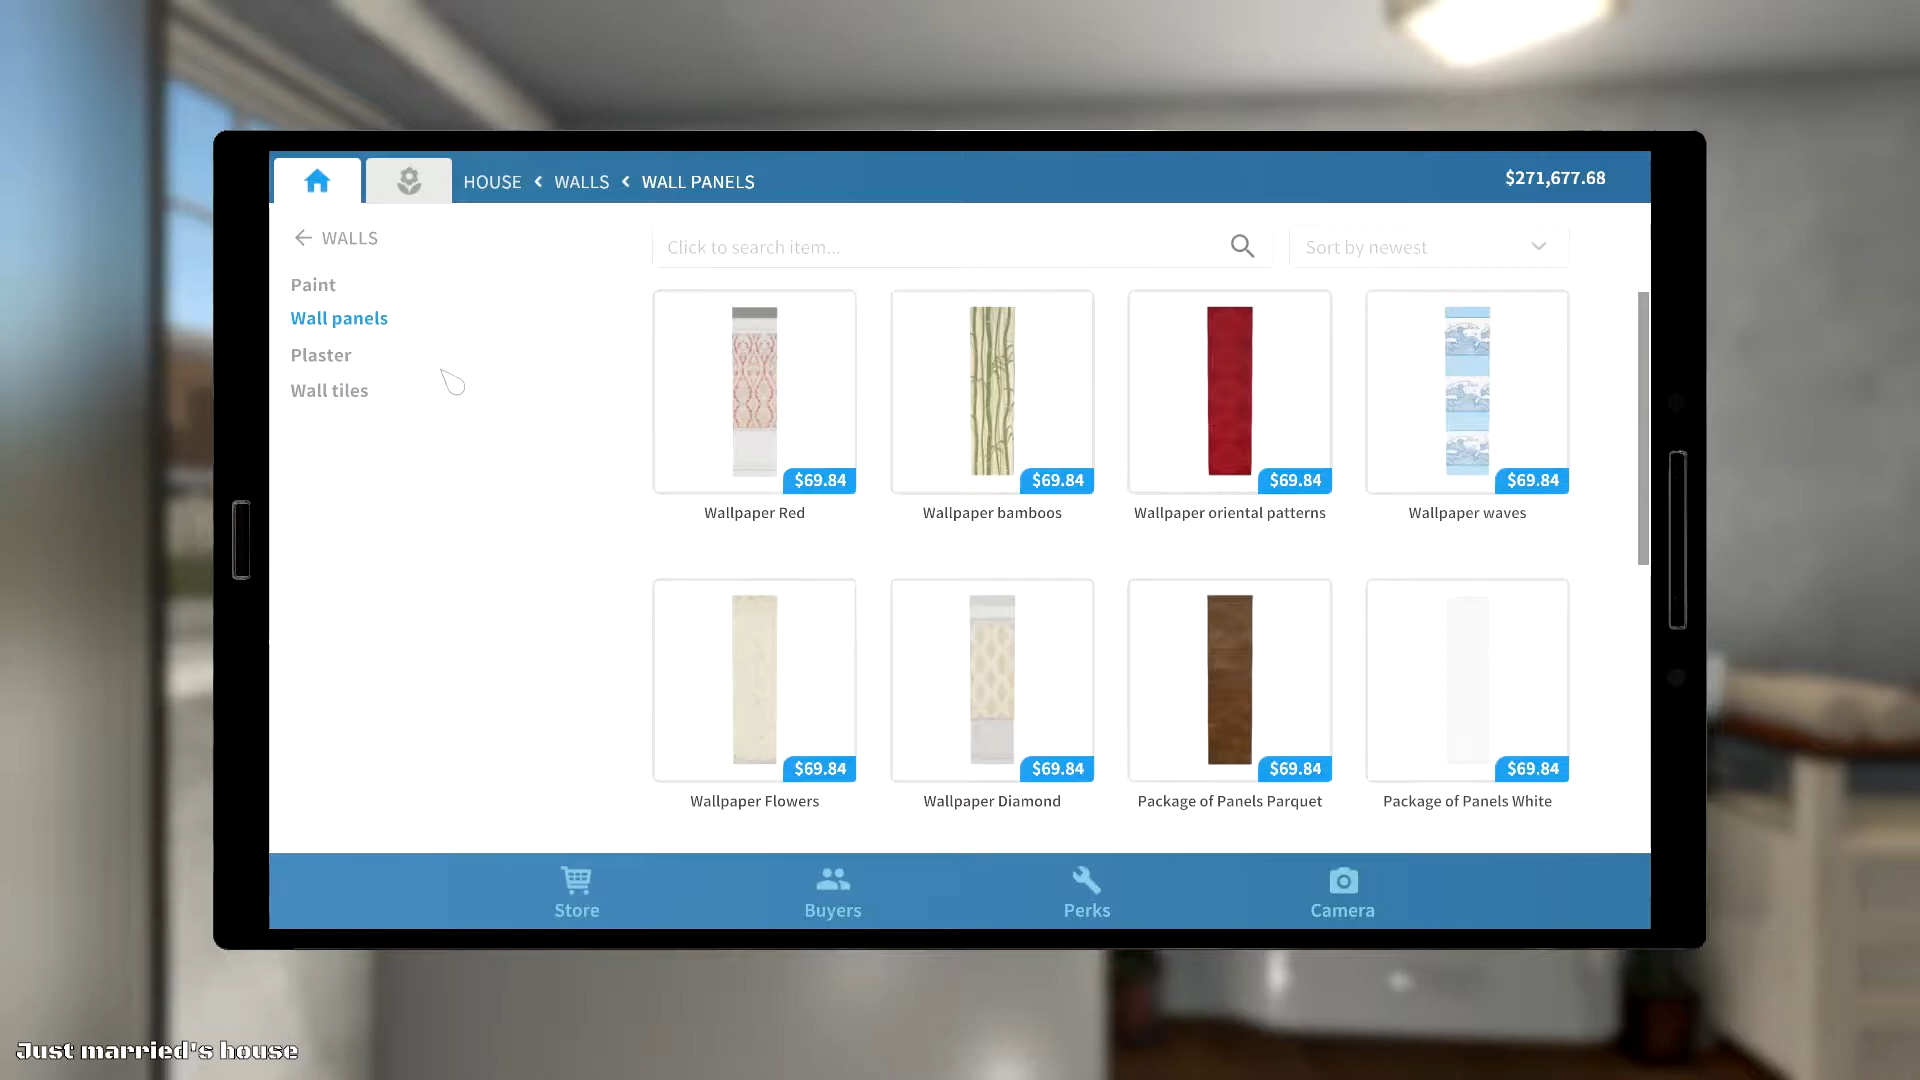 HOUSE < WALLS < WALL PANELS
$271,677.68
WALLS
Click to search item...
Sort by newest
Paint
Wall panels
Plaster
Wall tiles
$69.84 $69.84 $69.84 $69.84
Wallpaper Red Wallpaper bamboos Wallpaper oriental patterns Wallpaper waves
$69.84 $69.84 $69.84 $69.84
Wallpaper Flowers Wallpaper Diamond Package of Panels Parquet Package of Panels White
Store Buyers Perks Camera
Just married's house